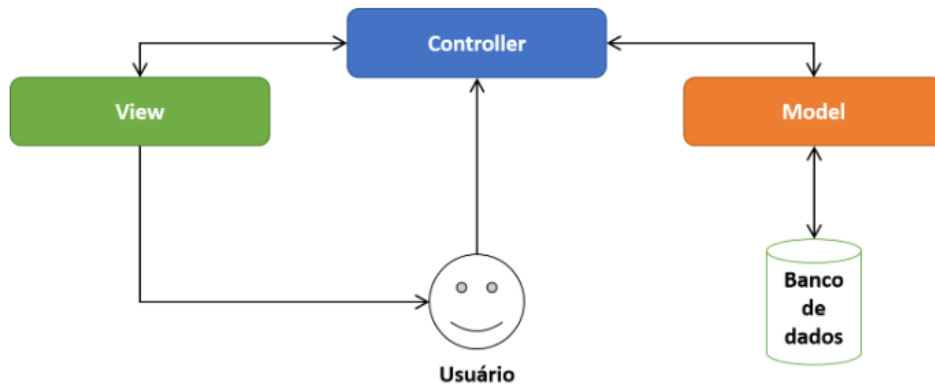 Controller
View
Model
Banco
de
dados
Usuário